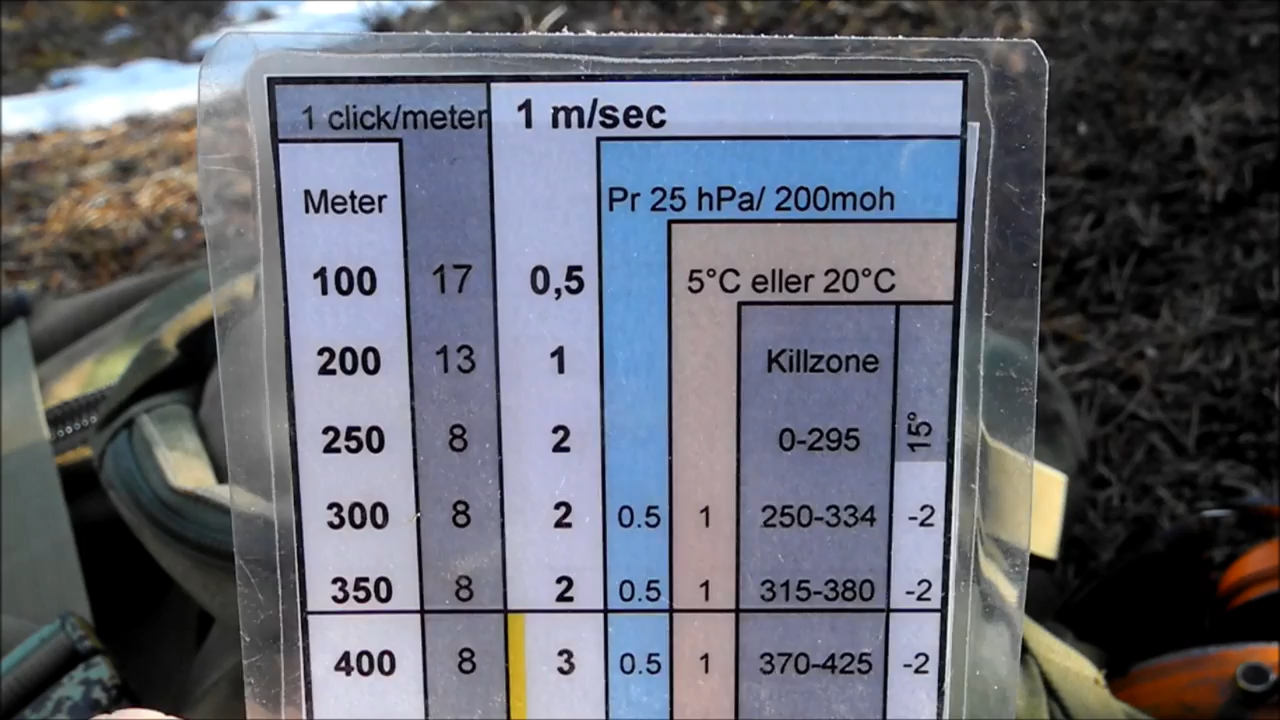 1 click/meter 1 m/sec
Meter Pr 25 hPa/ 200moh
100 17 0,5 5°C eller 20°C
200 13 1 Killzone
250 8 2 0-295 15°
300 8 2 0.5 1 250-334 -2
350 8 2 0.5 1 315-380 -2
400 8 3 0.5 1 370-425 -2